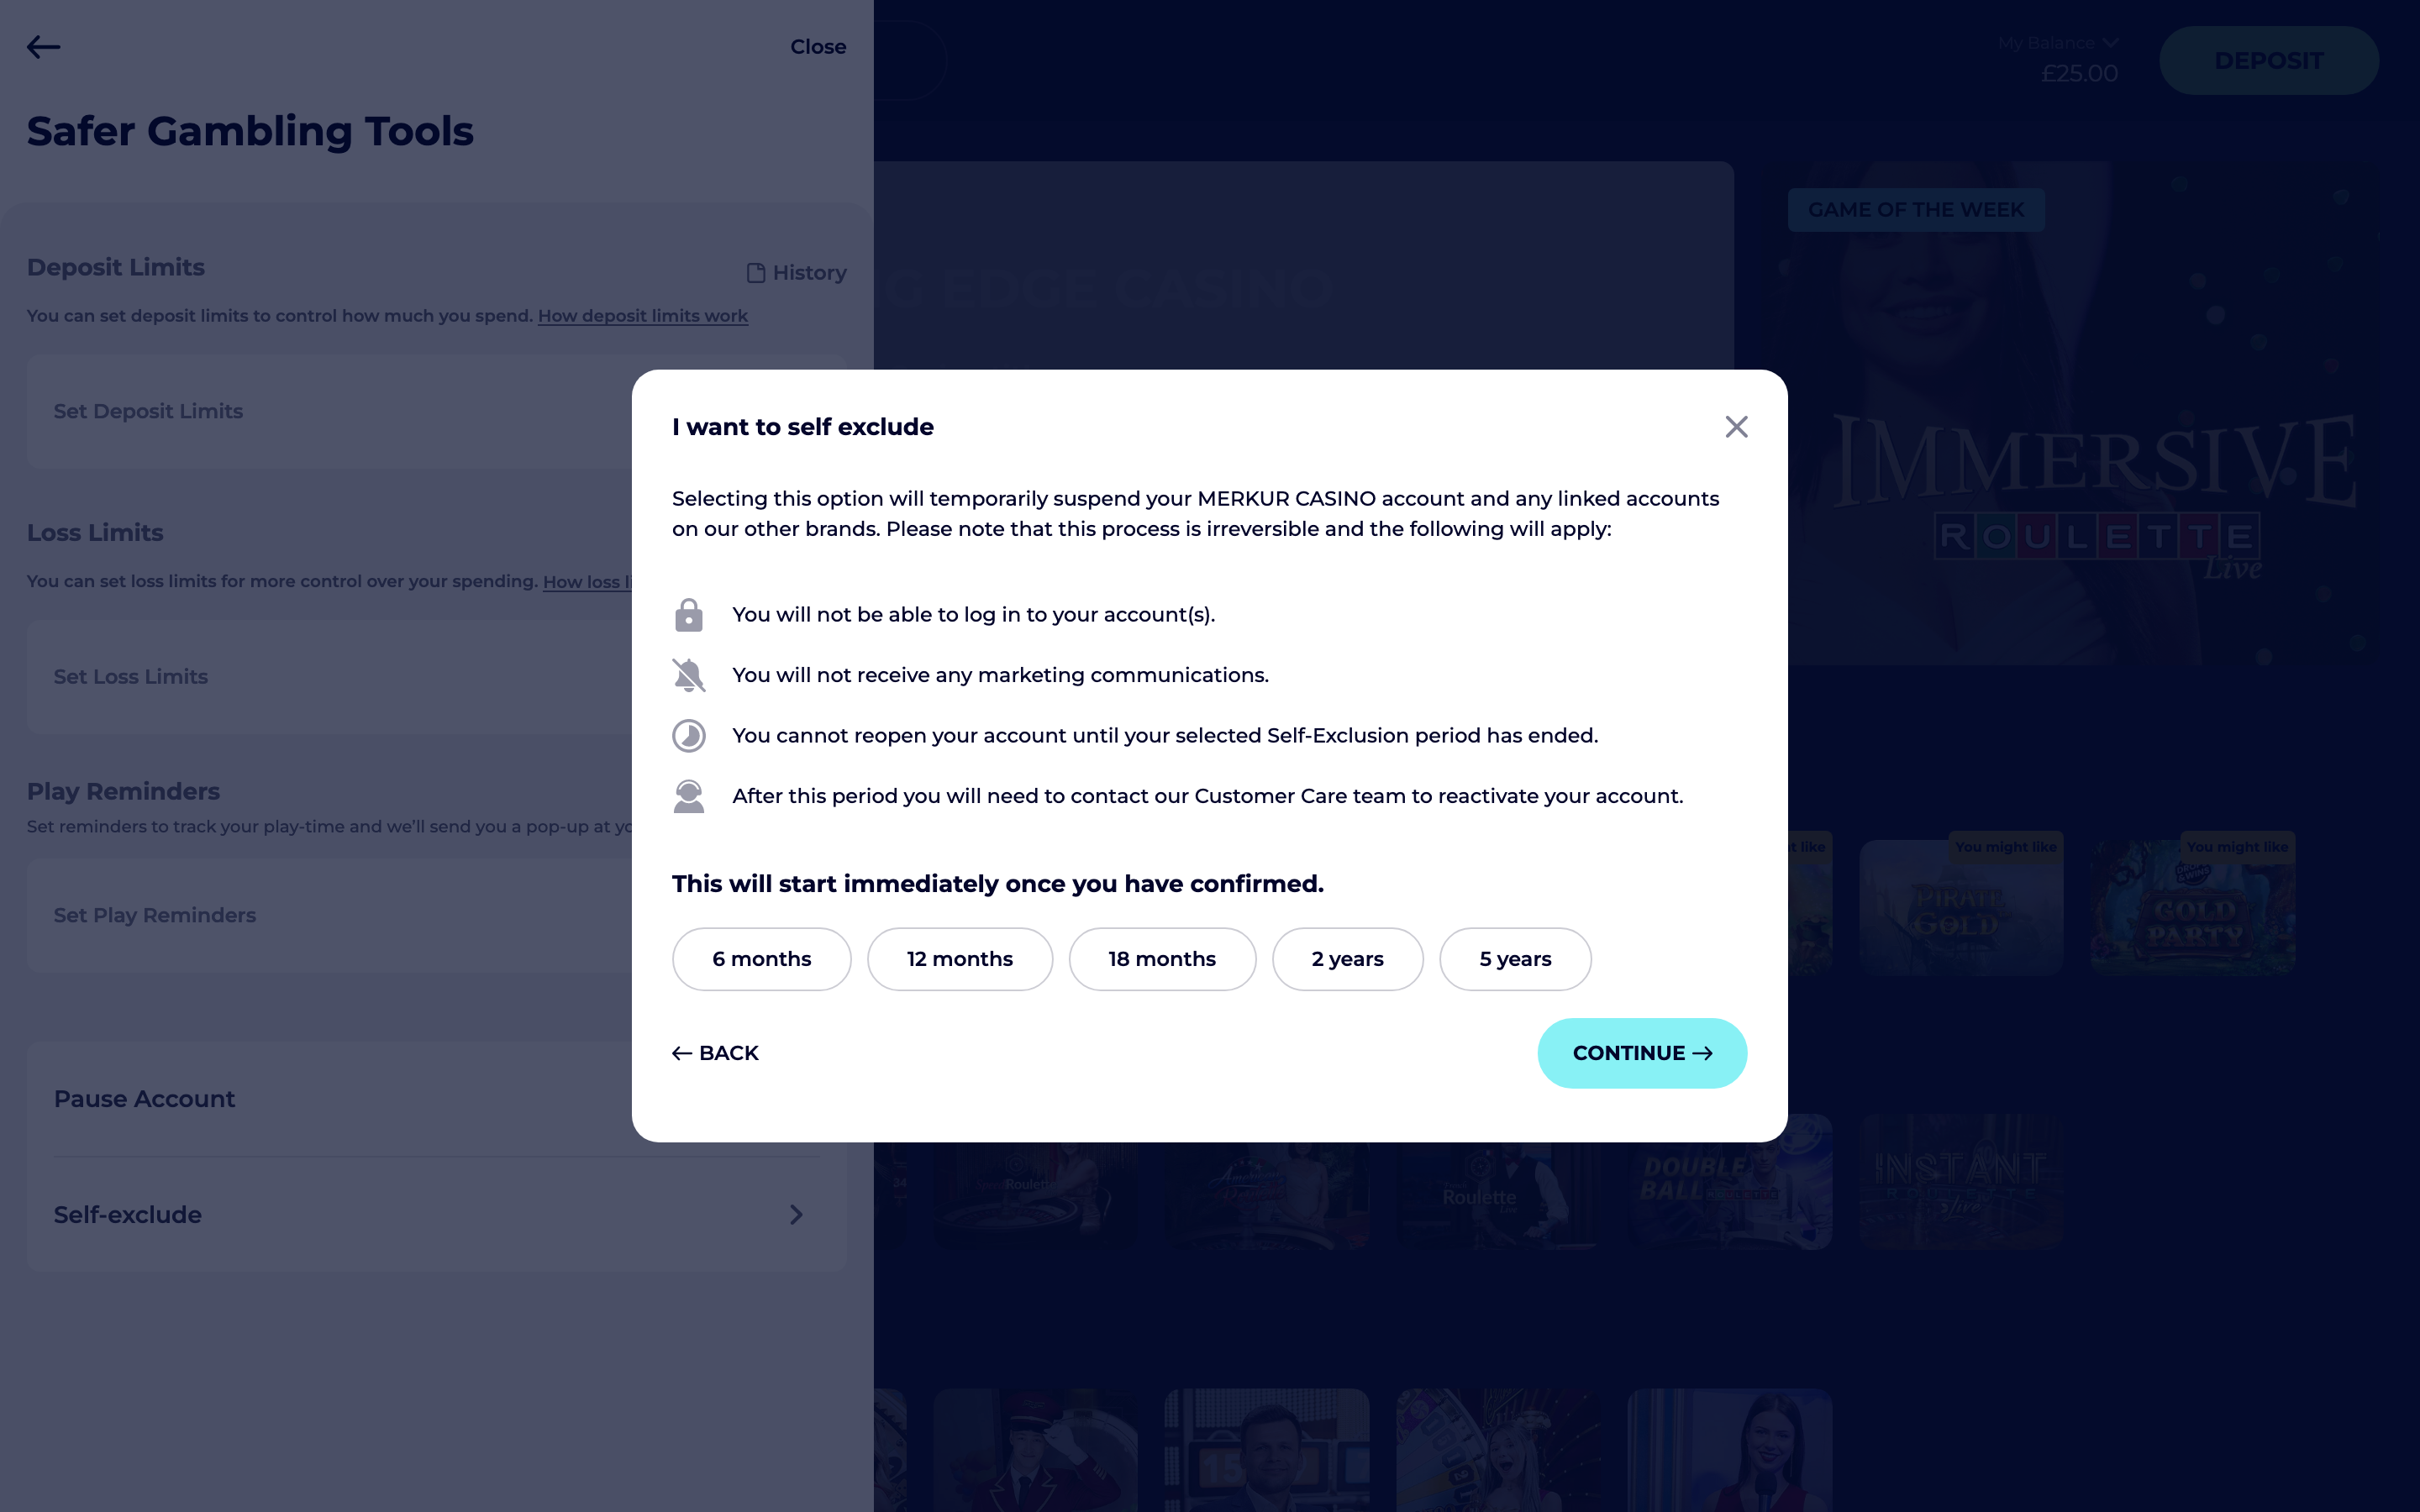 Close
My Balance
£25.00
DEPOSIT
Safer Gambling Tools
GAME OF THE WEEK
Deposit Limits
History
G EDGE CASINO
You can set deposit limits to control how much you spend. How deposit limits work
Set Deposit Limits
IMMERSIVE
ROULETTE
Live
Loss Limits
You can set loss limits for more control over your spending. How loss li
Set Loss Limits
Play Reminders
Set reminders to track your play-time and we'll send you a pop-up at yo
Set Play Reminders
Pause Account
Self-exclude
I want to self exclude
Selecting this option will temporarily suspend your MERKUR CASINO account and any linked accounts
on our other brands. Please note that this process is irreversible and the following will apply:
You will not be able to log in to your account(s).
You will not receive any marketing communications.
You cannot reopen your account until your selected Self-Exclusion period has ended.
After this period you will need to contact our Customer Care team to reactivate your account.
This will start immediately once you have confirmed.
6 months
12 months
18 months
2 years
5 years
BACK
CONTINUE
like
You might like
You might like
PIRATE
GOLD
GOLD
PARTY
24
Roulette
Roulette
Live
DOUBLE
BALL ROULETTE
INSTANT
ROULETTE
live